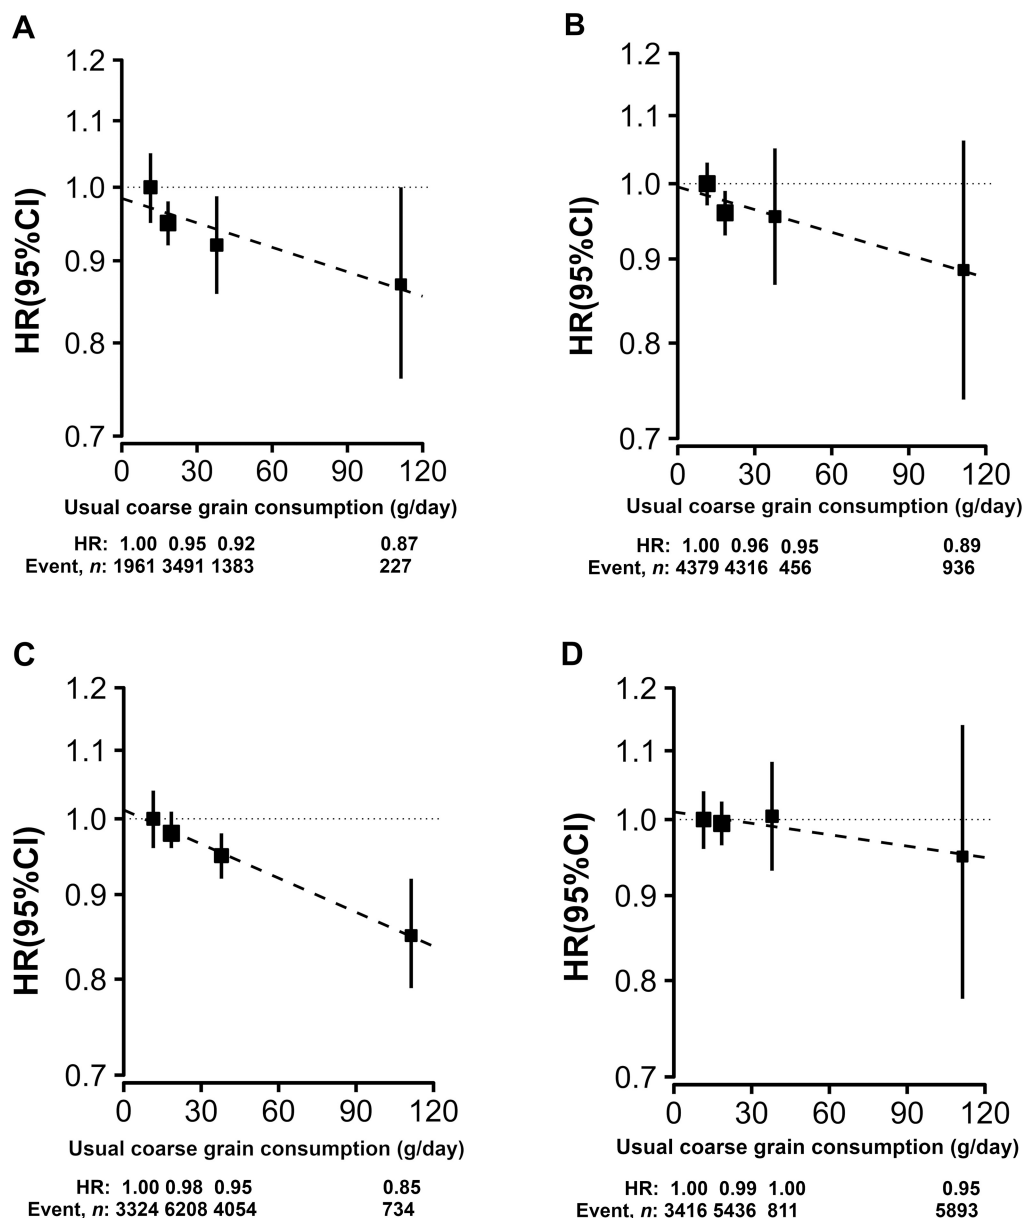 A
1.2
1.1
1.0
0.9
0.8
0.7
HR(95%CI)
0 30 60 90 120
Usual coarse grain consumption (g/day)
HR: 1.00 0.95 0.92 0.87
Event, n: 1961 3491 1383 227
B
1.2
1.1
1.0
0.9
0.8
0.7
HR(95%CI)
0 30 60 90 120
Usual coarse grain consumption (g/day)
HR: 1.00 0.96 0.95 0.89
Event, n: 4379 4316 456 936
C
1.2
1.1
1.0
0.9
0.8
0.7
HR(95%CI)
0 30 60 90 120
Usual coarse grain consumption (g/day)
HR: 1.00 0.98 0.95 0.85
Event, n: 3324 6208 4054 734
D
1.2
1.1
1.0
0.9
0.8
0.7
HR(95%CI)
0 30 60 90 120
Usual coarse grain consumption (g/day)
HR: 1.00 0.99 1.00 0.95
Event, n: 3416 5436 811 5893